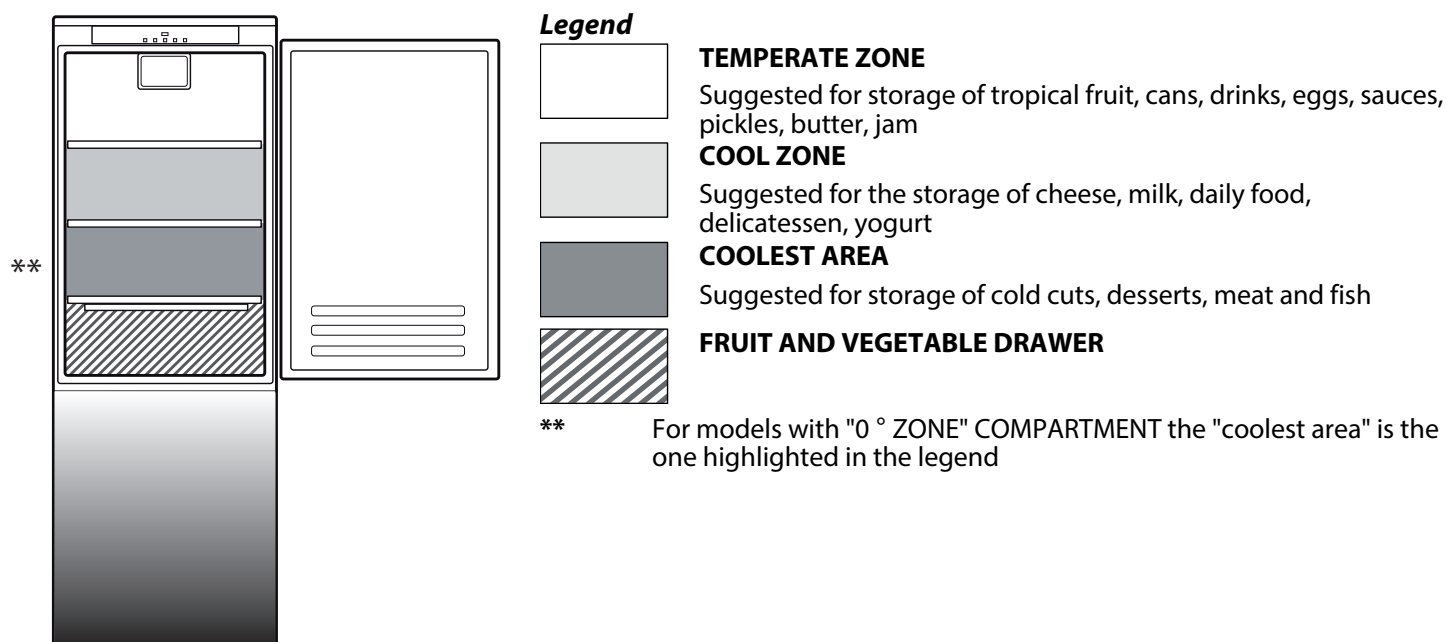 Legend
TEMPERATE ZONE
Suggested for storage of tropical fruit, cans, drinks, eggs, sauces,
pickles, butter, jam
COOL ZONE
Suggested for the storage of cheese, milk, daily food,
delicatessen, yogurt
COOLEST AREA
Suggested for storage of cold cuts, desserts, meat and fish
FRUIT AND VEGETABLE DRAWER
**
** For models with "0 ° ZONE" COMPARTMENT the "coolest area" is the
one highlighted in the legend